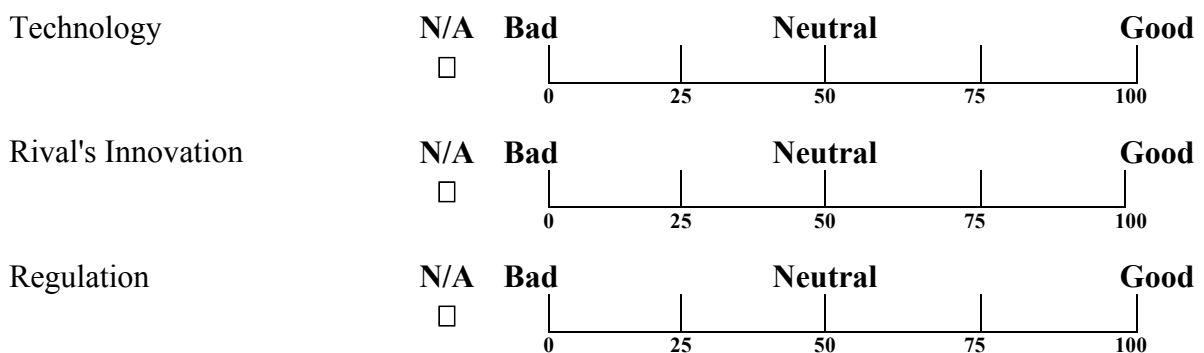 Technology N/A Bad Neutral Good
0 25 50 75 100
Rival's Innovation N/A Bad Neutral Good
0 25 50 75 100
Regulation N/A Bad Neutral Good
0 25 50 75 100